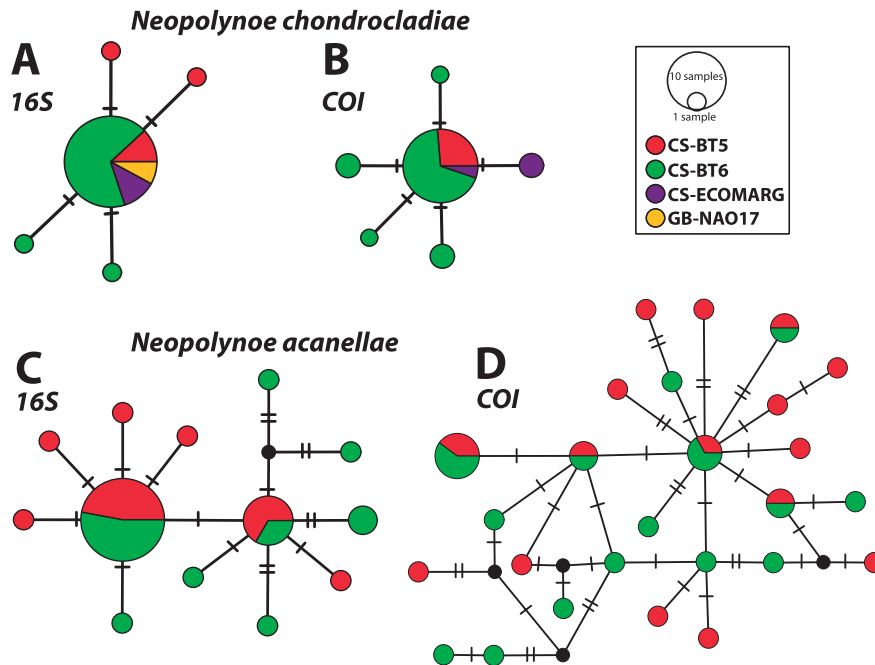 Neopolynoe chondrocladiae
A
16S
B
COI
10 samples
1 sample
CS-BT5
CS-BT6
CS-ECOMARG
GB-NAO17
Neopolynoe acanellae
C
16S
D
COI